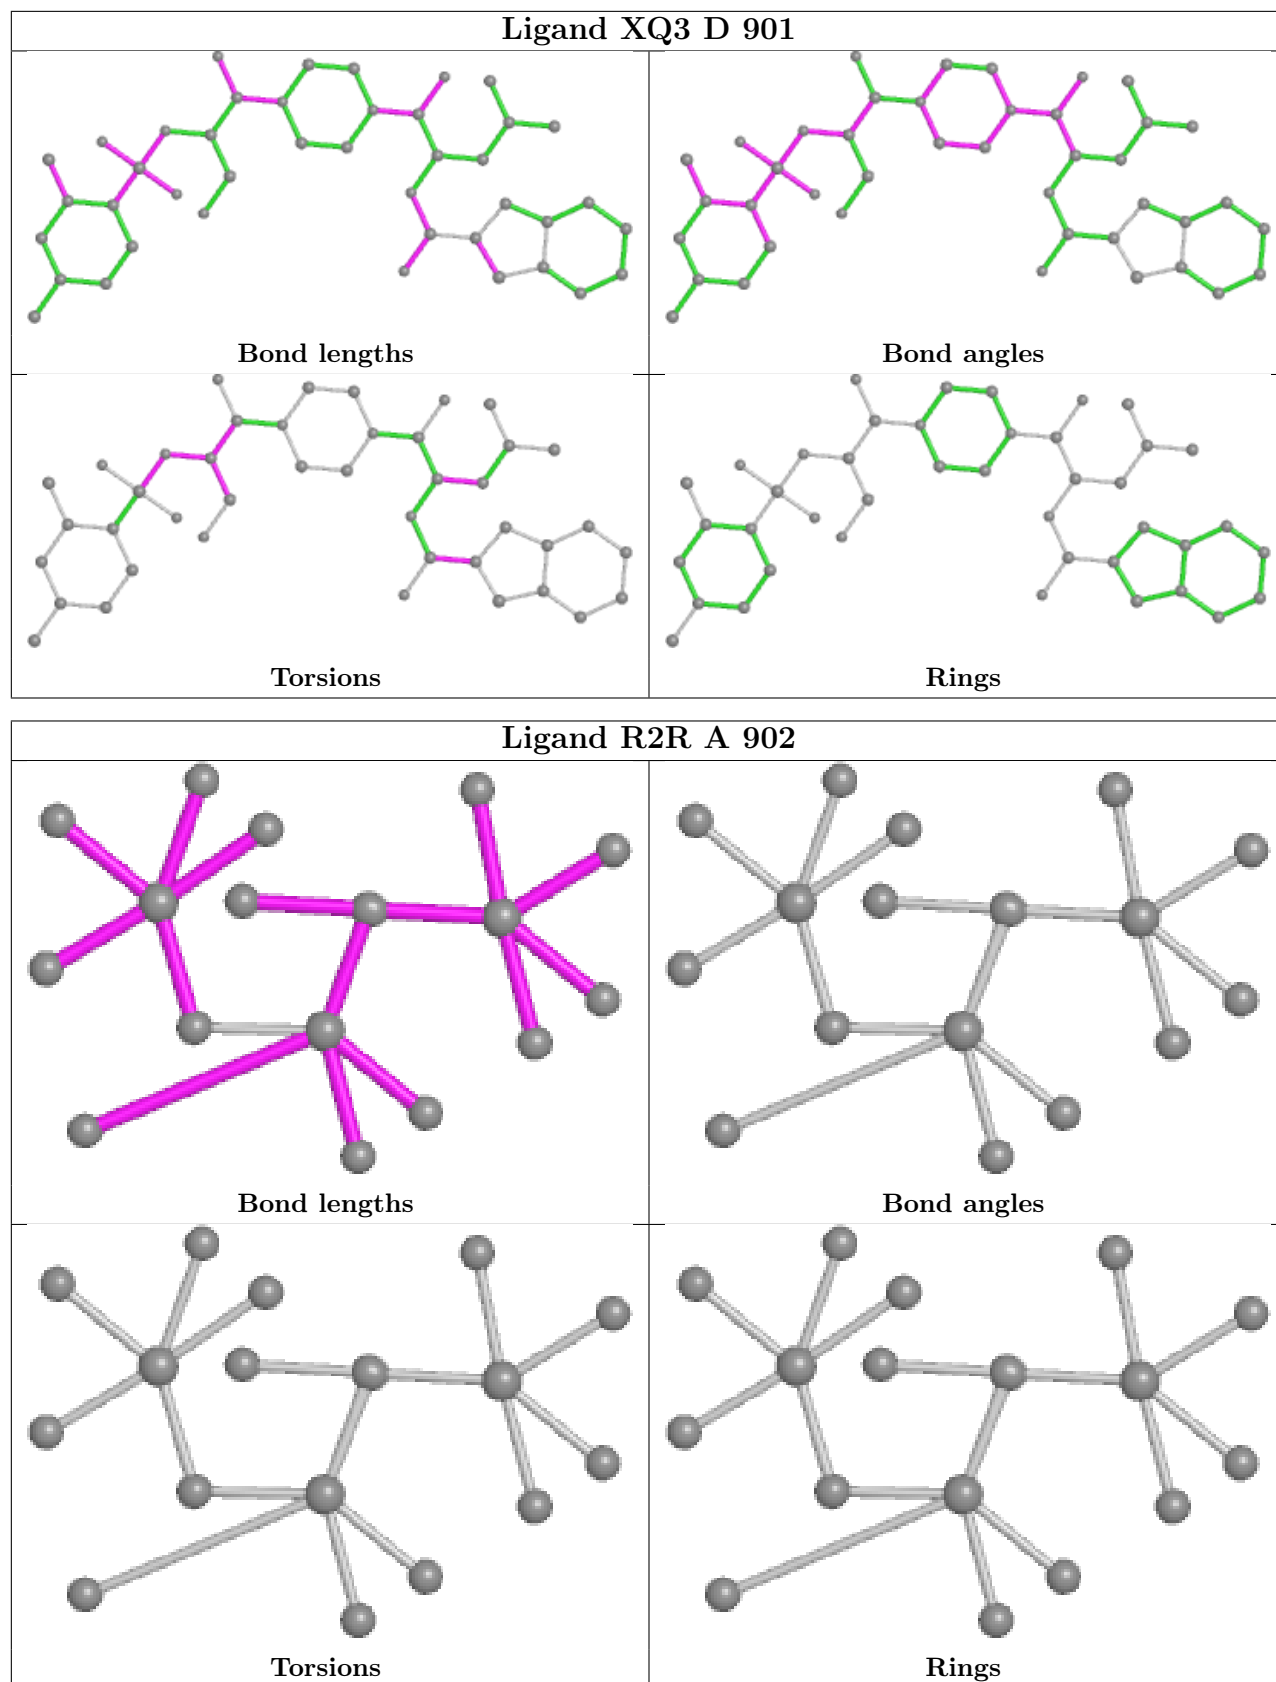 Ligand XQ3 D 901
Bond lengths
Bond angles
Torsions
Rings
Ligand R2R A 902
Bond lengths
Bond angles
Torsions
Rings